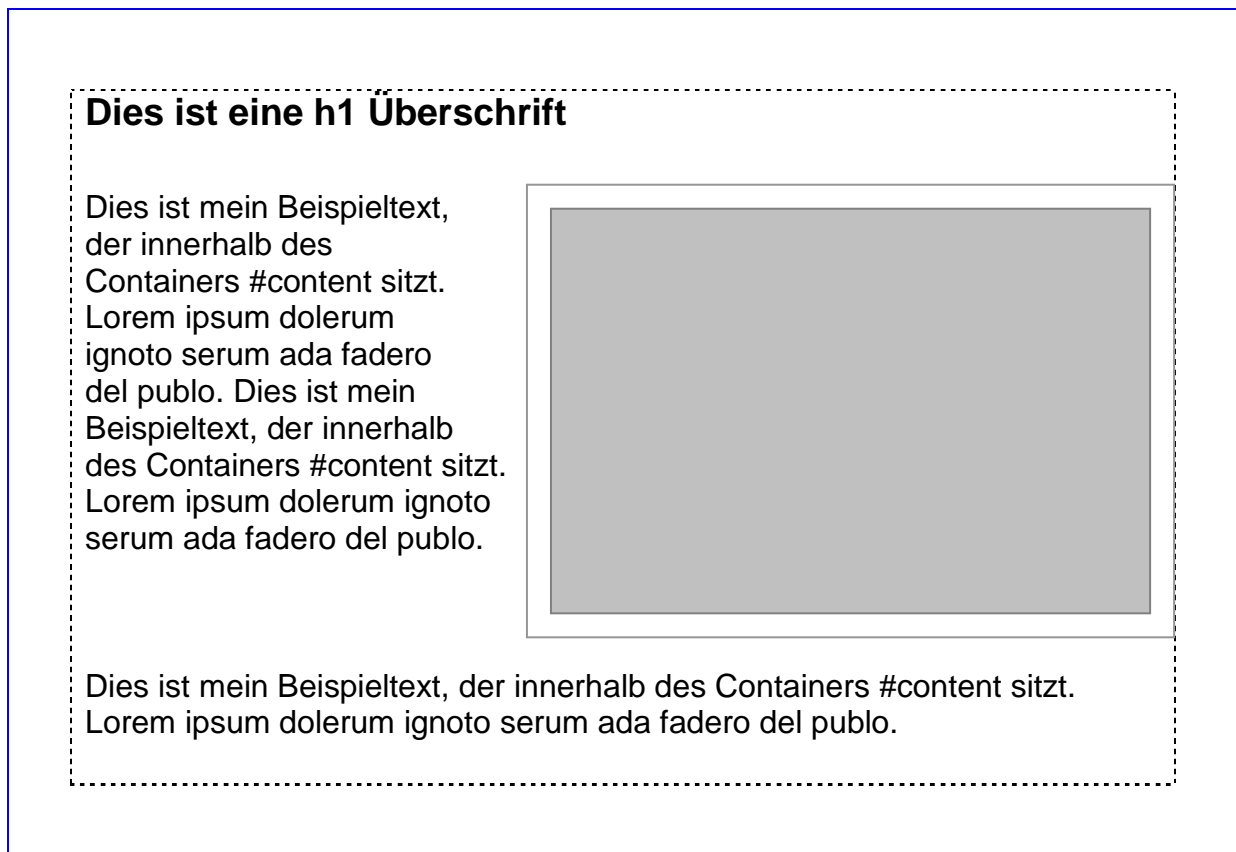 Dies ist eine h1 Überschrift
Dies ist mein Beispieltext,
der innerhalb des
Containers #content sitzt.
Lorem ipsum dolerum
ignoto serum ada fadero
del publo. Dies ist mein
Beispieltext, der innerhalb
des Containers #content sitzt.
Lorem ipsum dolerum ignoto
serum ada fadero del publo.
Dies ist mein Beispieltext, der innerhalb des Containers #content sitzt.
Lorem ipsum dolerum ignoto serum ada fadero del publo.